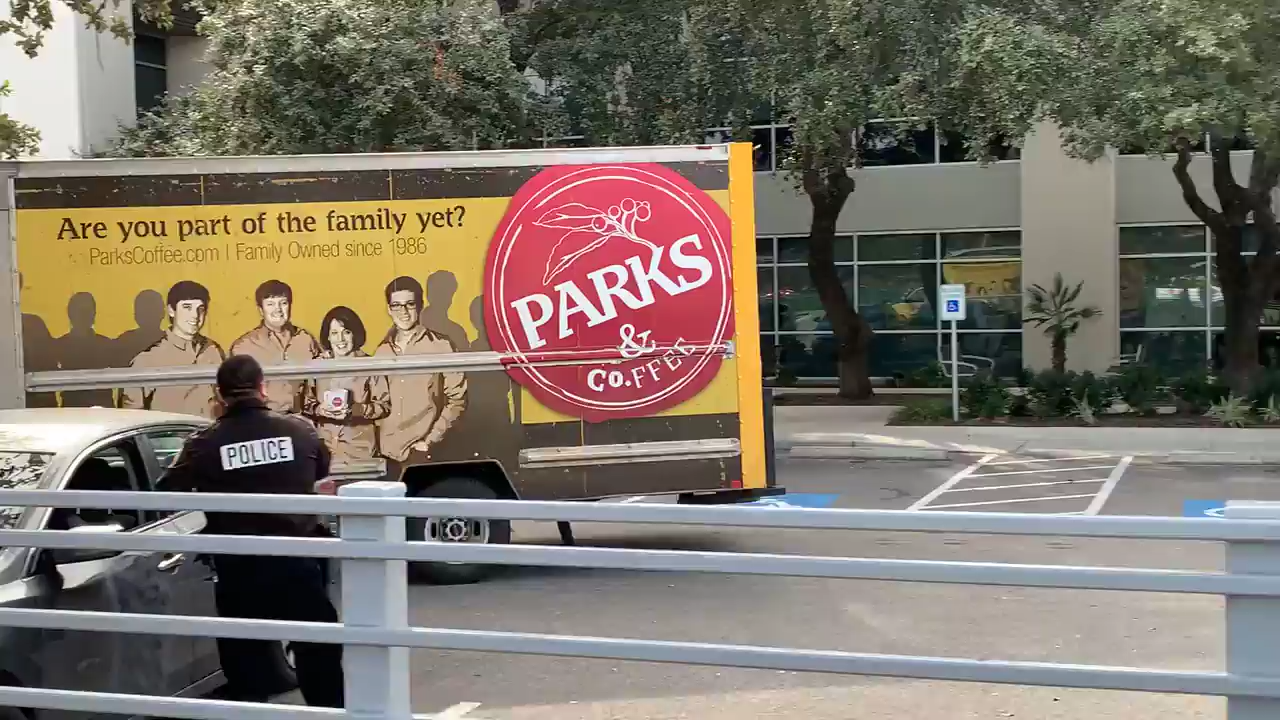 Are you part of the family yet?
ParksCoffee.com | Family Owned since 1986
PARKS
&
CO.FFEE
POLICE